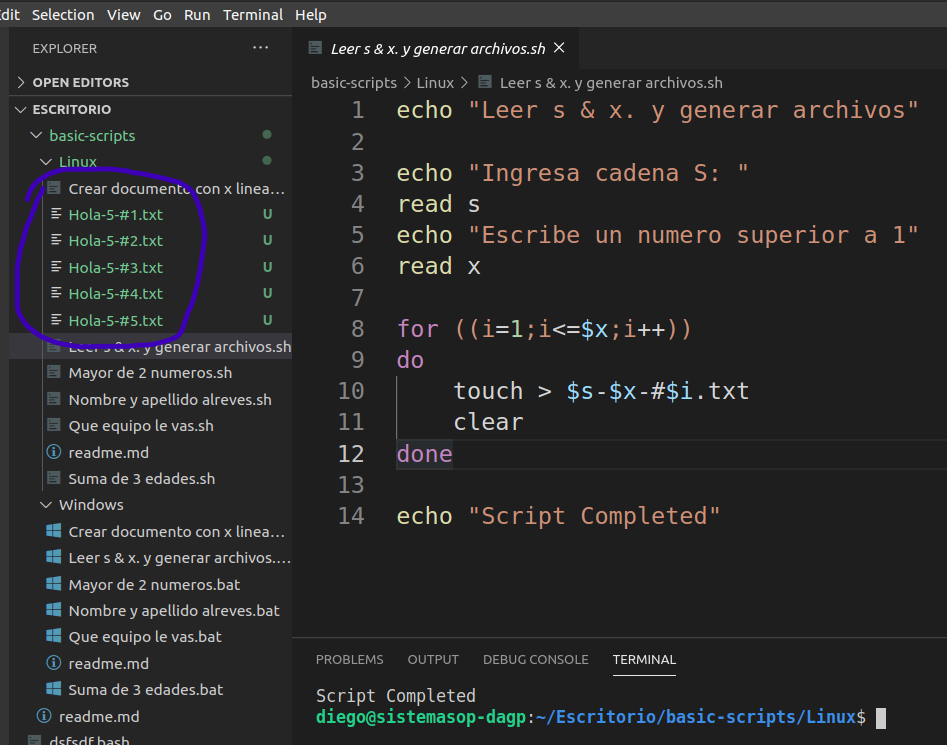 dit Selection View Go Run Terminal Help
EXPLORER ...
Leer s & x. y generar archivos.sh
OPEN EDITORS
ESCRITORIO
basic-scripts
Linux
Crear documento con x linea...
Hola-5-#1.txt U
Hola-5-#2.txt U
Hola-5-#3.txt U
Hola-5-#4.txt U
Hola-5-#5.txt U
Leer s & x. y generar archivos.sh
Mayor de 2 numeros.sh
Nombre y apellido alreves.sh
Que equipo le vas.sh
readme.md
Suma de 3 edades.sh
Windows
Crear documento con x linea...
Leer s & x. y generar archivos....
Mayor de 2 numeros.bat
Nombre y apellido alreves.bat
Que equipo le vas.bat
readme.md
Suma de 3 edades.bat
readme.md
dsfsdf.bash
basic-scripts > Linux > Leer s & x. y generar archivos.sh
1 echo "Leer s & x. y generar archivos"
2
3 echo "Ingresa cadena S: "
4 read s
5 echo "Escribe un numero superior a 1"
6 read x
7
8 for ((i=1;i<=$x;i++))
9 do
10 touch > $s-$x-#$i.txt
11 clear
12 done
13
14 echo "Script Completed"
PROBLEMS OUTPUT DEBUG CONSOLE TERMINAL
Script Completed
diego@sistemasop-dagp:~/Escritorio/basic-scripts/Linux$